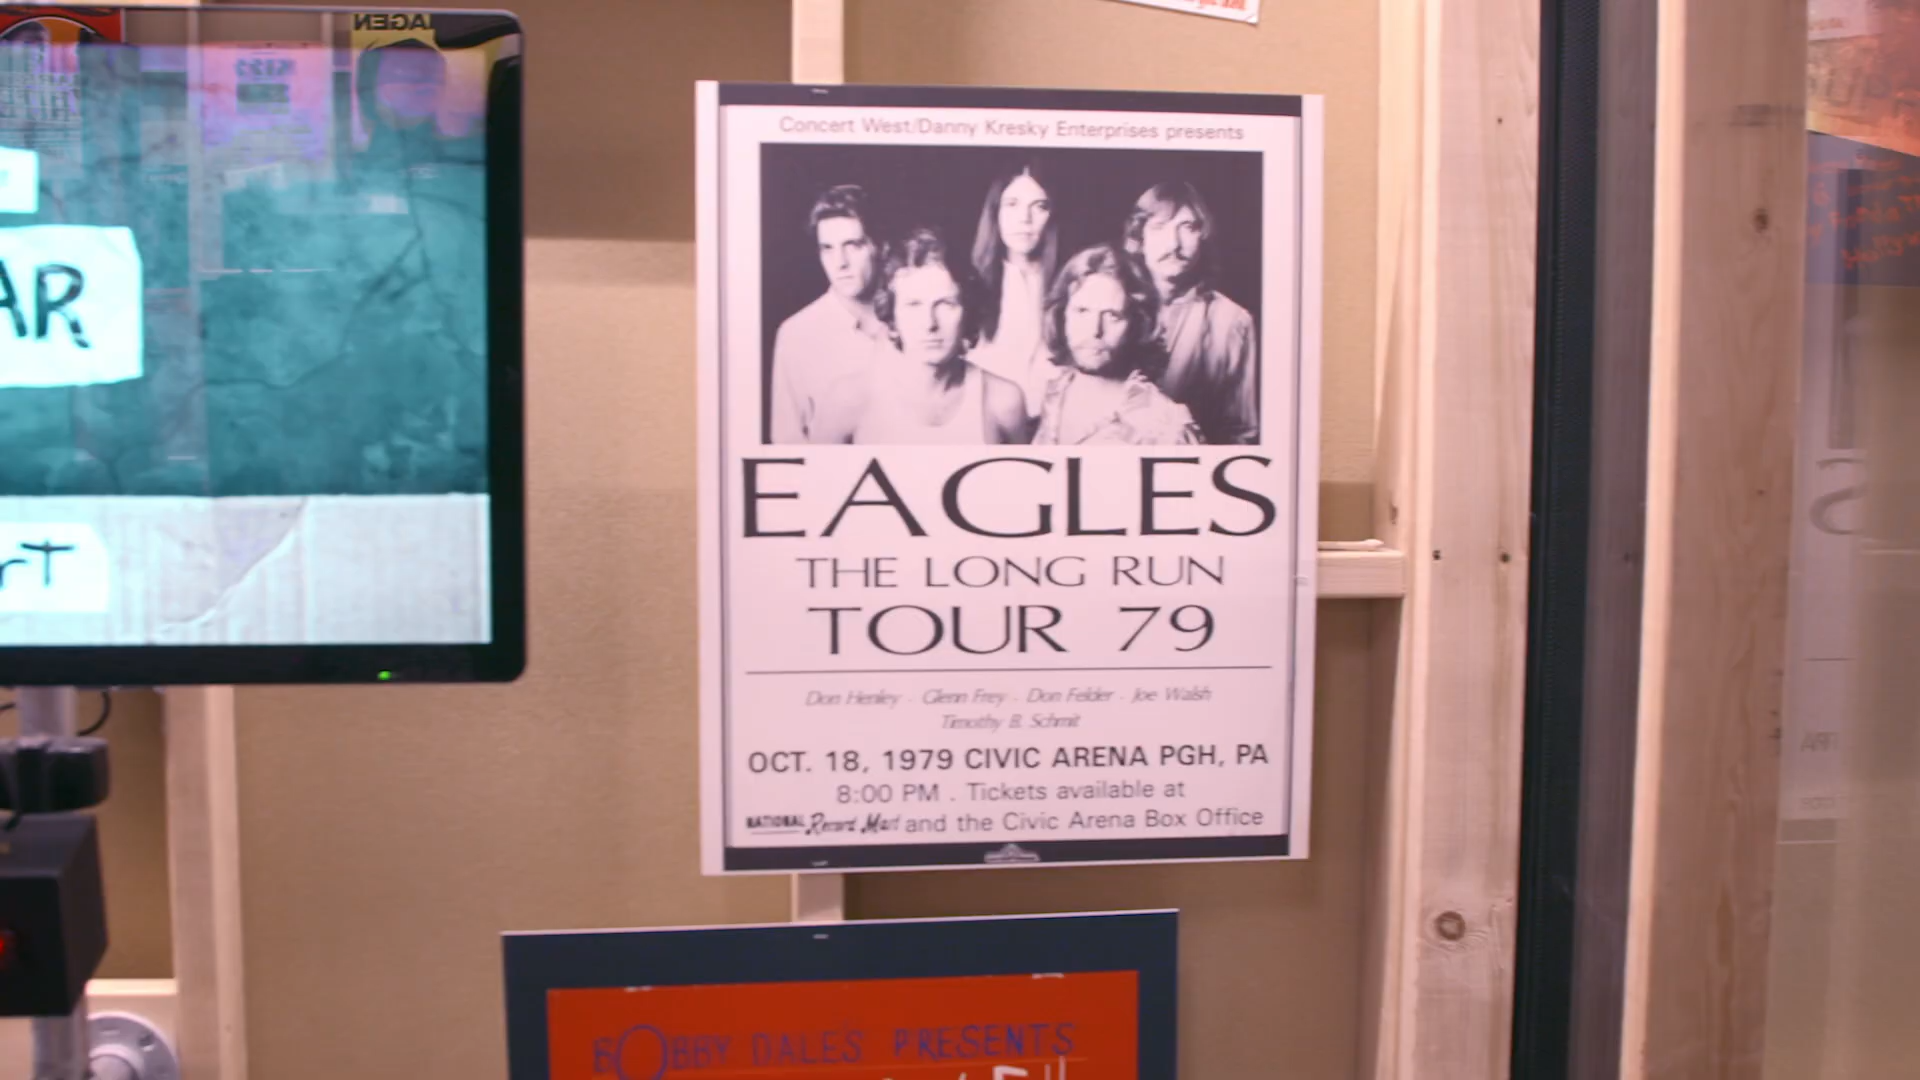 AGEN
AR
rT
Concert West/Danny Kresky Enterprises presents
EAGLES
THE LONG RUN
TOUR 79
Don Henley - Glenn Frey - Don Felder - Joe Walsh
Timothy B. Schmit
OCT. 18, 1979 CIVIC ARENA PGH, PA
8:00 PM . Tickets available at
NATIONAL Record Mart and the Civic Arena Box Office
BOBBY DALE'S PRESENTS